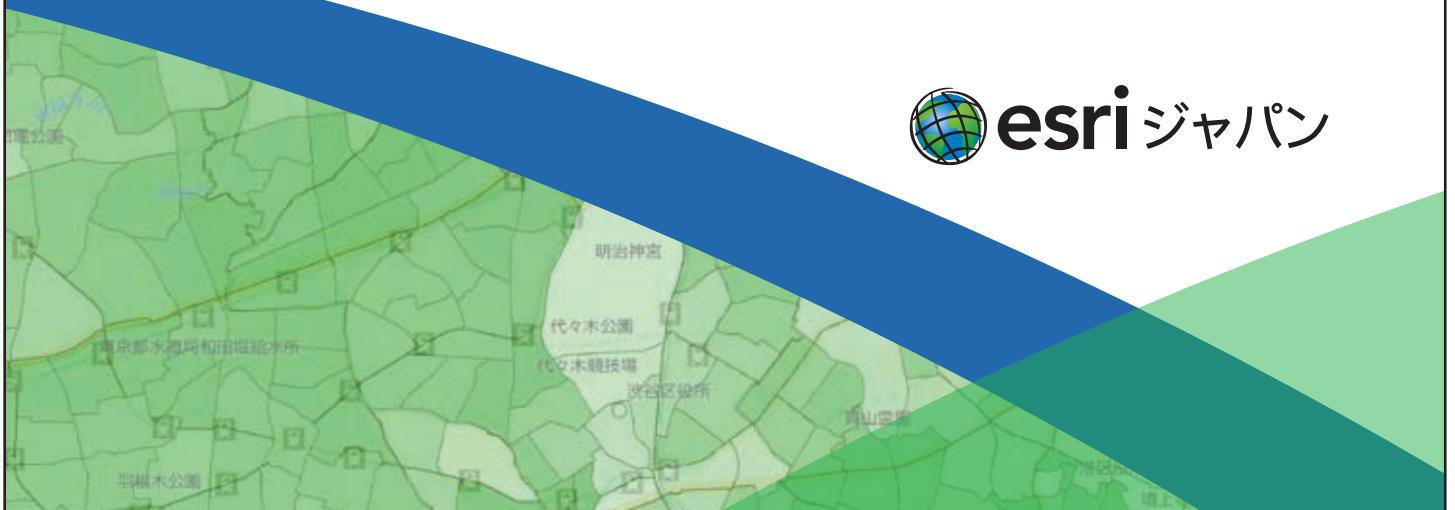 esri ジャパン
明治神宮
代々木公園
東京都水道局和田堀給水所
代々木競技場
渋谷区役所
青山霊園
羽根木公園